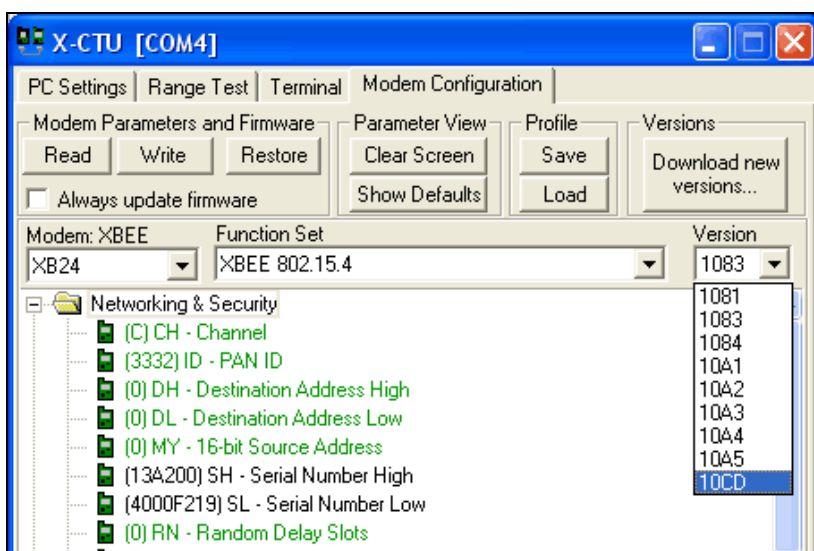 X-CTU [COM4]
PC Settings Range Test Terminal Modem Configuration
Modem Parameters and Firmware Parameter View Profile Versions
Read Write Restore Clear Screen Save Download new versions...
Always update firmware Show Defaults Load
Modem: XBEE Function Set Version
XB24 XBEE 802.15.4 1083
Networking & Security
(C) CH - Channel
(3332) ID - PAN ID
(0) DH - Destination Address High
(0) DL - Destination Address Low
(0) MY - 16-bit Source Address
(13A200) SH - Serial Number High
(4000F219) SL - Serial Number Low
(0) RN - Random Delay Slots
1081
1083
1084
10A1
10A2
10A3
10A4
10A5
10CD